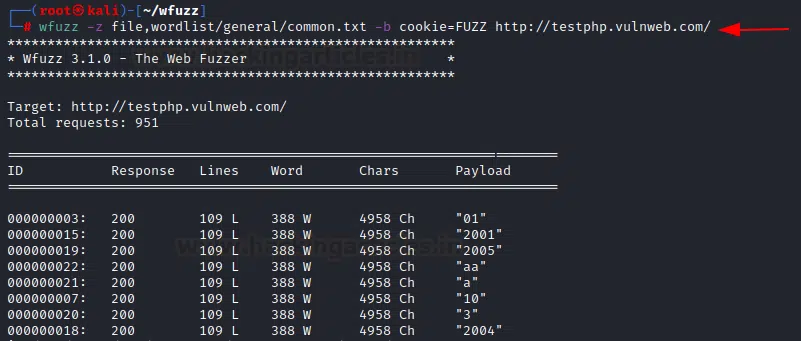 ┌──(root㉿kali)-[~/wfuzz]
└─# wfuzz -z file,wordlist/general/common.txt -b cookie=FUZZ http://testphp.vulnweb.com/
********************************************************
* Wfuzz 3.1.0 - The Web Fuzzer *
********************************************************
Target: http://testphp.vulnweb.com/
Total requests: 951
=====================================================================
ID Response Lines Word Chars Payload
=====================================================================
000000003: 200 109 L 388 W 4958 Ch "01"
000000015: 200 109 L 388 W 4958 Ch "2001"
000000019: 200 109 L 388 W 4958 Ch "2005"
000000022: 200 109 L 388 W 4958 Ch "aa"
000000021: 200 109 L 388 W 4958 Ch "a"
www.hackingarticles.in
000000007: 200 109 L 388 W 4958 Ch "10"
000000020: 200 109 L 388 W 4958 Ch "3"
000000018: 200 109 L 388 W 4958 Ch "2004"